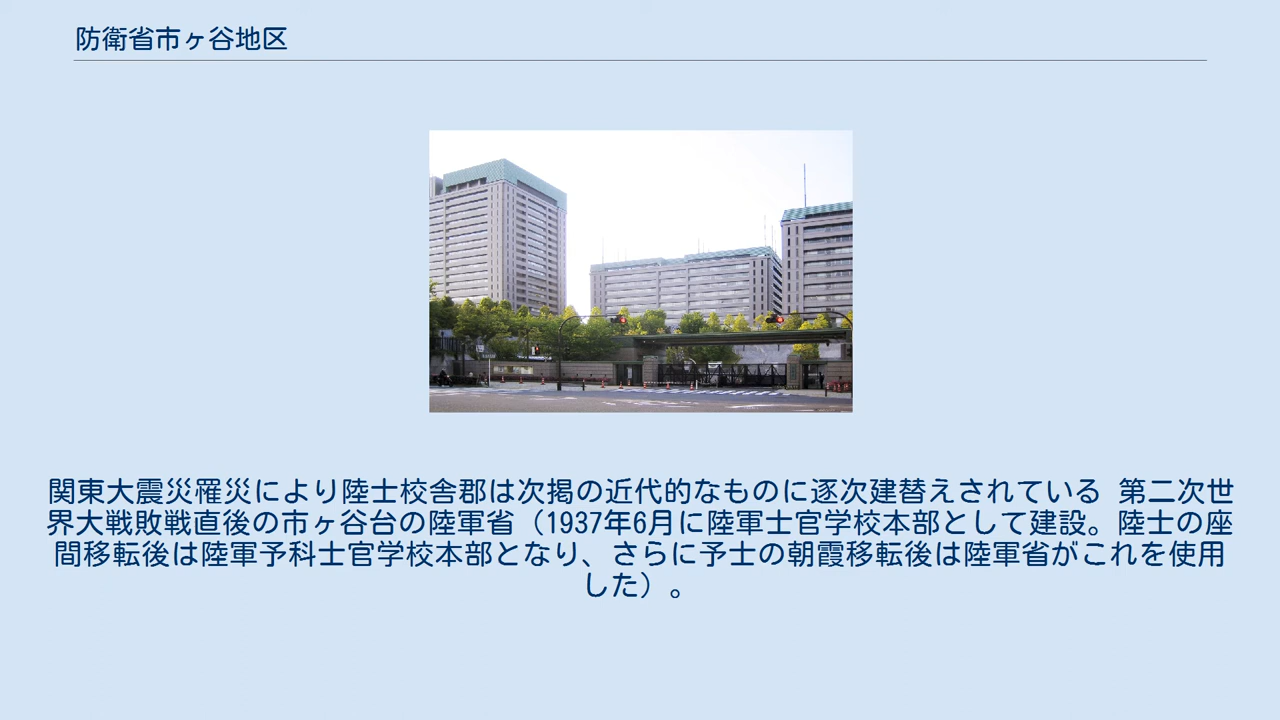 防衛省市ヶ谷地区
関東大震災罹災により陸士校舎郡は次掲の近代的なものに逐次建替えされている 第二次世
界大戦敗戦直後の市ヶ谷台の陸軍省（1937年6月に陸軍士官学校本部として建設。陸士の座
間移転後は陸軍予科士官学校本部となり、さらに予士の朝霞移転後は陸軍省がこれを使用
した）。